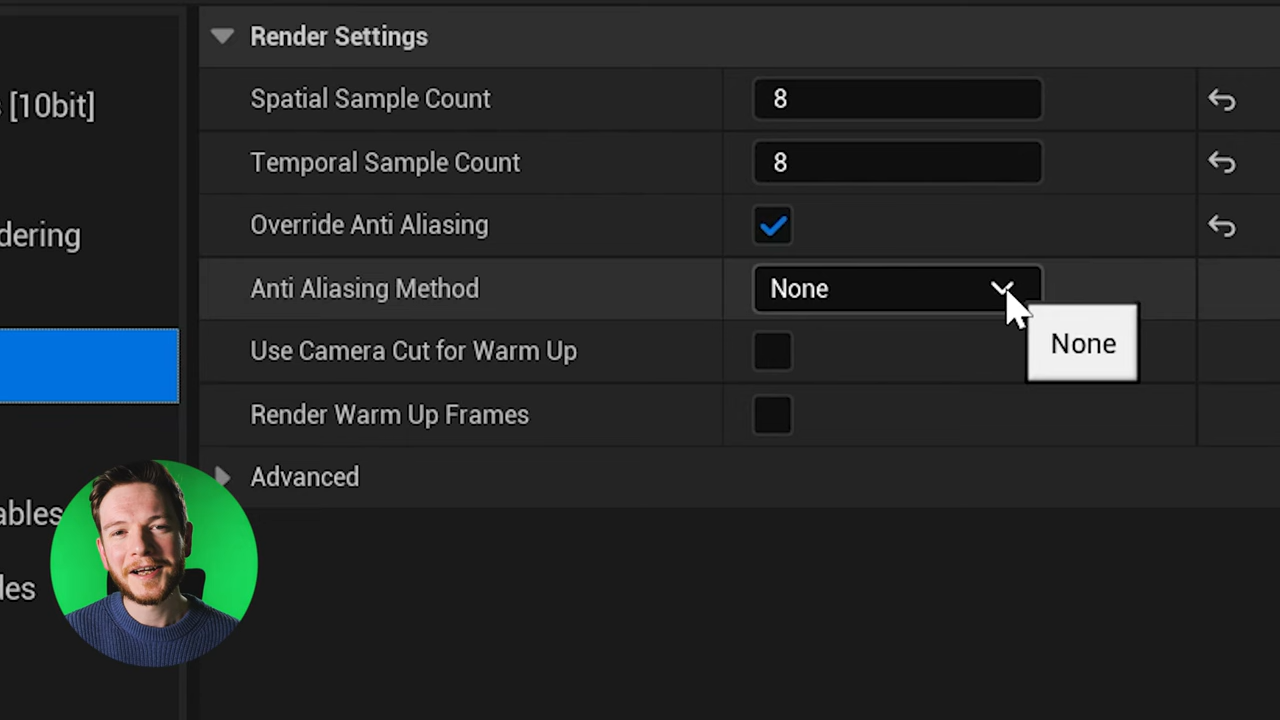 Render Settings
s [10bit]
Spatial Sample Count 8
Temporal Sample Count 8
dering
Override Anti Aliasing
Anti Aliasing Method None
None
Use Camera Cut for Warm Up
Render Warm Up Frames
Advanced
ables
les